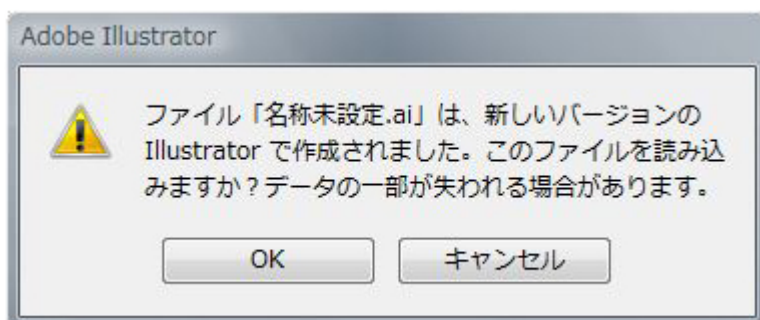 Adobe Illustrator
ファイル「名称未設定.ai」は、新しいバージョンの
Illustrator で作成されました。このファイルを読み込
みますか？データの一部が失われる場合があります。
OK キャンセル